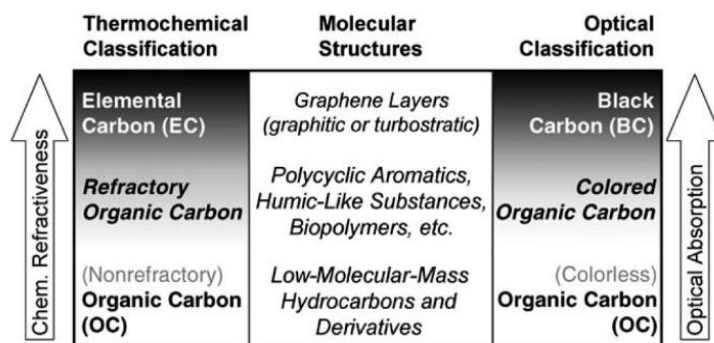 Thermochemical
Classification
Molecular
Structures
Optical
Classification
Chem. Refractiveness
Elemental
Carbon (EC)
Graphene Layers
(graphitic or turbostratic)
Black
Carbon (BC)
Refractory
Organic Carbon
Polycyclic Aromatics,
Humic-Like Substances,
Biopolymers, etc.
Colored
Organic Carbon
(Nonrefractory)
Organic Carbon
(OC)
Low-Molecular-Mass
Hydrocarbons and
Derivatives
(Colorless)
Organic Carbon
(OC)
Optical Absorption